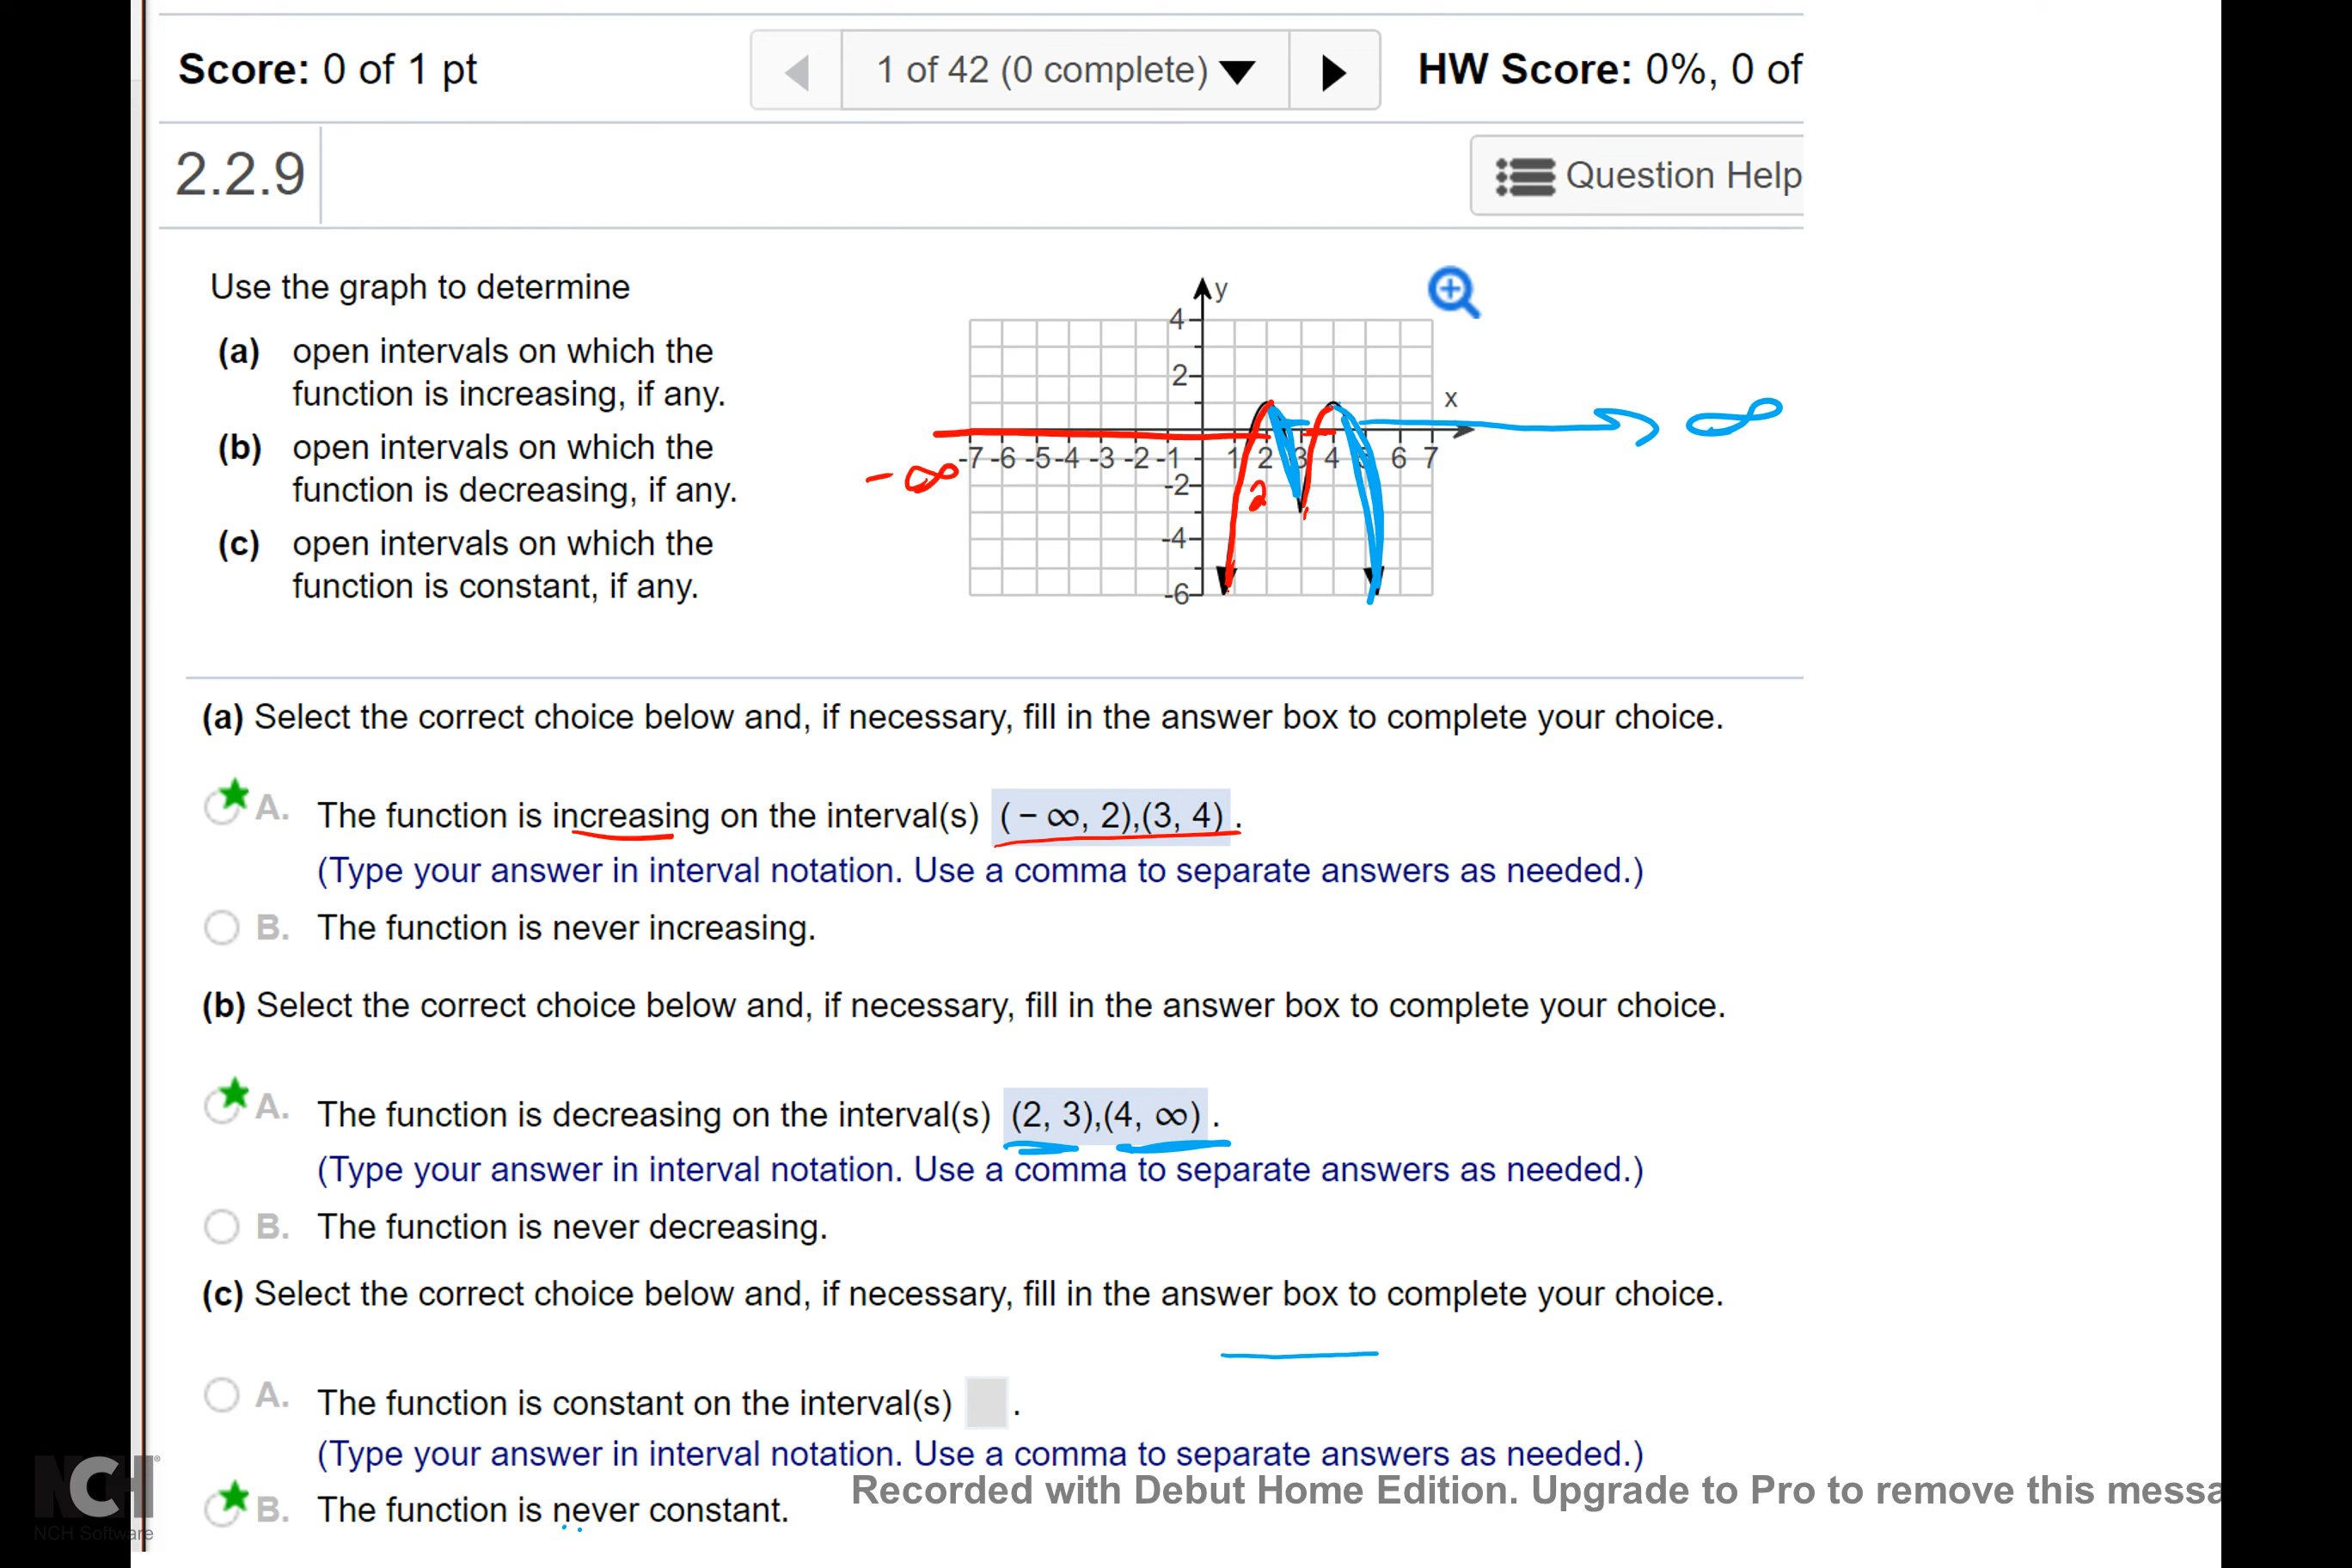 Score: 0 of 1 pt
1 of 42 (0 complete)
HW Score: 0%, 0 of
2.2.9
Question Help
Use the graph to determine
(a) open intervals on which the
function is increasing, if any.
(b) open intervals on which the
function is decreasing, if any.
(c) open intervals on which the
function is constant, if any.
y
4
2
x
∞
-7 -6 -5 -4 -3 -2 -1 1 2 3 4 6 7
-∞
-2
2
-4
-6
(a) Select the correct choice below and, if necessary, fill in the answer box to complete your choice.
A. The function is increasing on the interval(s) (-∞, 2),(3, 4).
(Type your answer in interval notation. Use a comma to separate answers as needed.)
B. The function is never increasing.
(b) Select the correct choice below and, if necessary, fill in the answer box to complete your choice.
A. The function is decreasing on the interval(s) (2, 3),(4, ∞).
(Type your answer in interval notation. Use a comma to separate answers as needed.)
B. The function is never decreasing.
(c) Select the correct choice below and, if necessary, fill in the answer box to complete your choice.
A. The function is constant on the interval(s) .
(Type your answer in interval notation. Use a comma to separate answers as needed.)
Recorded with Debut Home Edition. Upgrade to Pro to remove this messa
B. The function is never constant.
NCH®
NCH Software